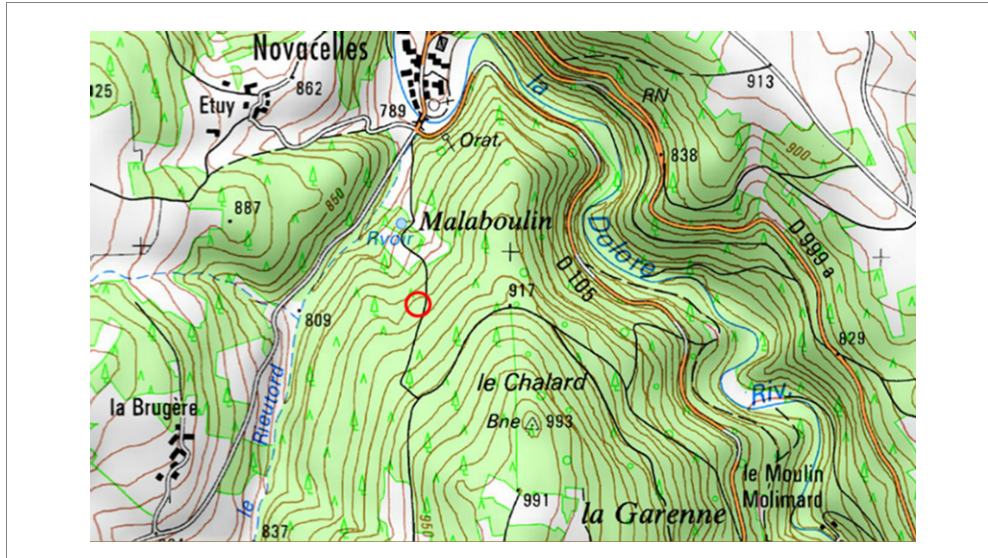 Novacelles
862
Etuy
789
la
RN
913
Orat.
838
900
850
887
Malaboulin
Rvoir
Dolore
D 999 a
D 105
917
809
829
le Chalard
Riv.
la Brugère
Bne
993
le Rieutord
le Moulin
Molimard
991
la Garenne
837
950